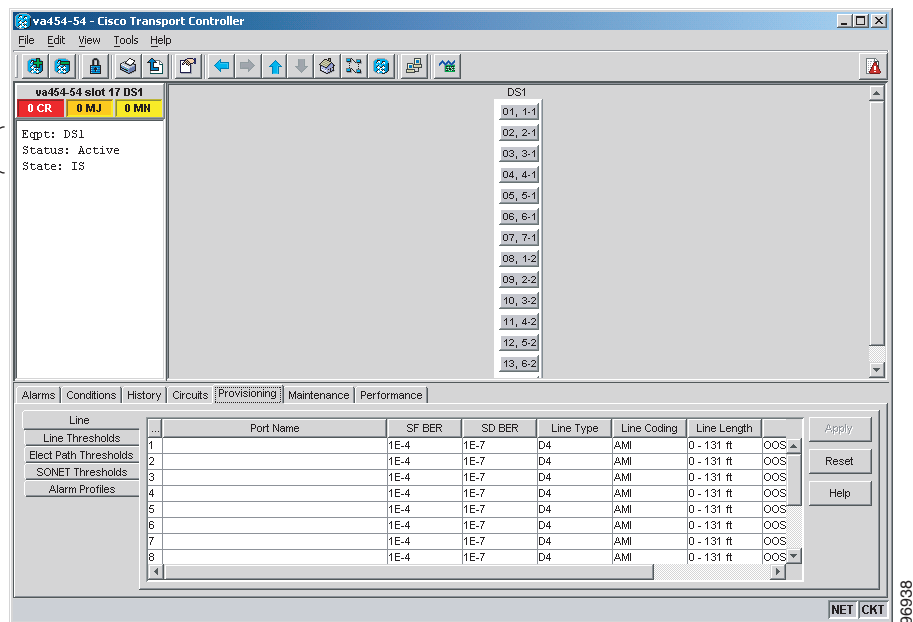 va454-54 - Cisco Transport Controller
File Edit View Tools Help
va454-54 slot 17 DS1
0 CR 0 MJ 0 MN
Eqpt: DS1
Status: Active
State: IS
DS1
01, 1-1
02, 2-1
03, 3-1
04, 4-1
05, 5-1
06, 6-1
07, 7-1
08, 1-2
09, 2-2
10, 3-2
11, 4-2
12, 5-2
13, 6-2
Alarms Conditions History Circuits Provisioning Maintenance Performance
Line
Line Thresholds
Elect Path Thresholds
SONET Thresholds
Alarm Profiles
... Port Name SF BER SD BER Line Type Line Coding Line Length
1 1E-4 1E-7 D4 AMI 0 - 131 ft OOS
2 1E-4 1E-7 D4 AMI 0 - 131 ft OOS
3 1E-4 1E-7 D4 AMI 0 - 131 ft OOS
4 1E-4 1E-7 D4 AMI 0 - 131 ft OOS
5 1E-4 1E-7 D4 AMI 0 - 131 ft OOS
6 1E-4 1E-7 D4 AMI 0 - 131 ft OOS
7 1E-4 1E-7 D4 AMI 0 - 131 ft OOS
8 1E-4 1E-7 D4 AMI 0 - 131 ft OOS
Apply
Reset
Help
NET CKT
96938